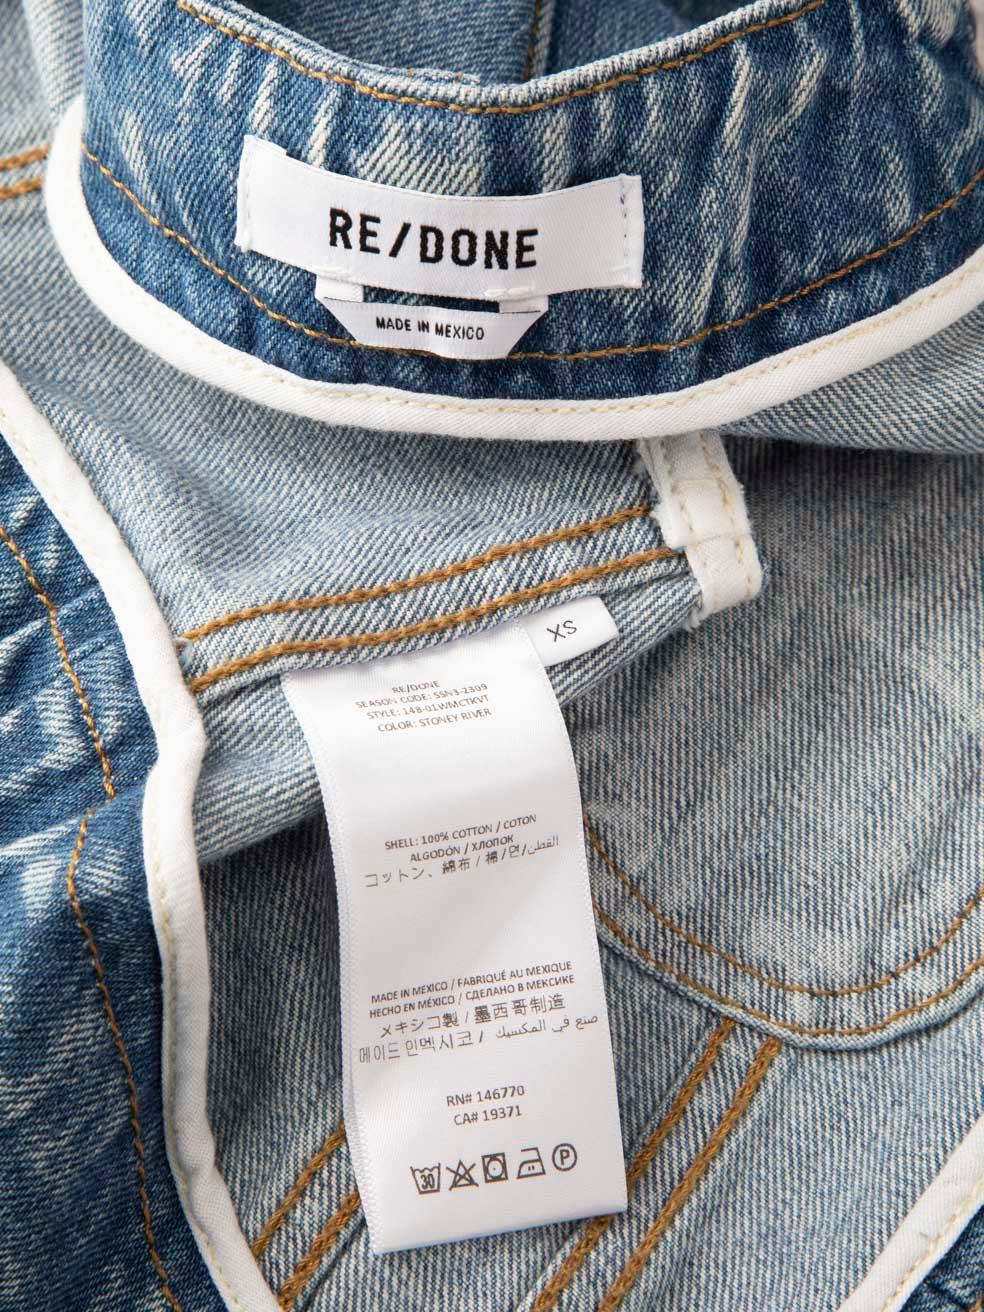 RE/DONE
MADE IN MEXICO
XS
RE/DONE
SEASON CODE: SSN3-2309
STYLE: 148-01WMCTKVT
COLOR: STONEY RIVER
SHELL: 100% COTTON / COTON
ALGODÓN / ХЛОПОК
コットン、綿布 / 棉/면/القطن
MADE IN MEXICO / FABRIQUÉ AU MEXIQUE
HECHO EN MÉXICO / СДЕЛАНО В МЕКСИКЕ
メキシコ製 / 墨西哥制造
메이드 인 멕시코 / صنع في المكسيك
RN# 146770
CA# 19371
30
P